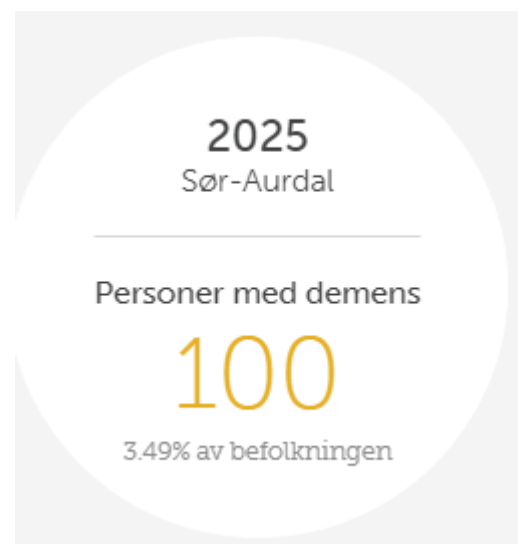 2025
Sør-Aurdal
Personer med demens
100
3.49% av befolkningen